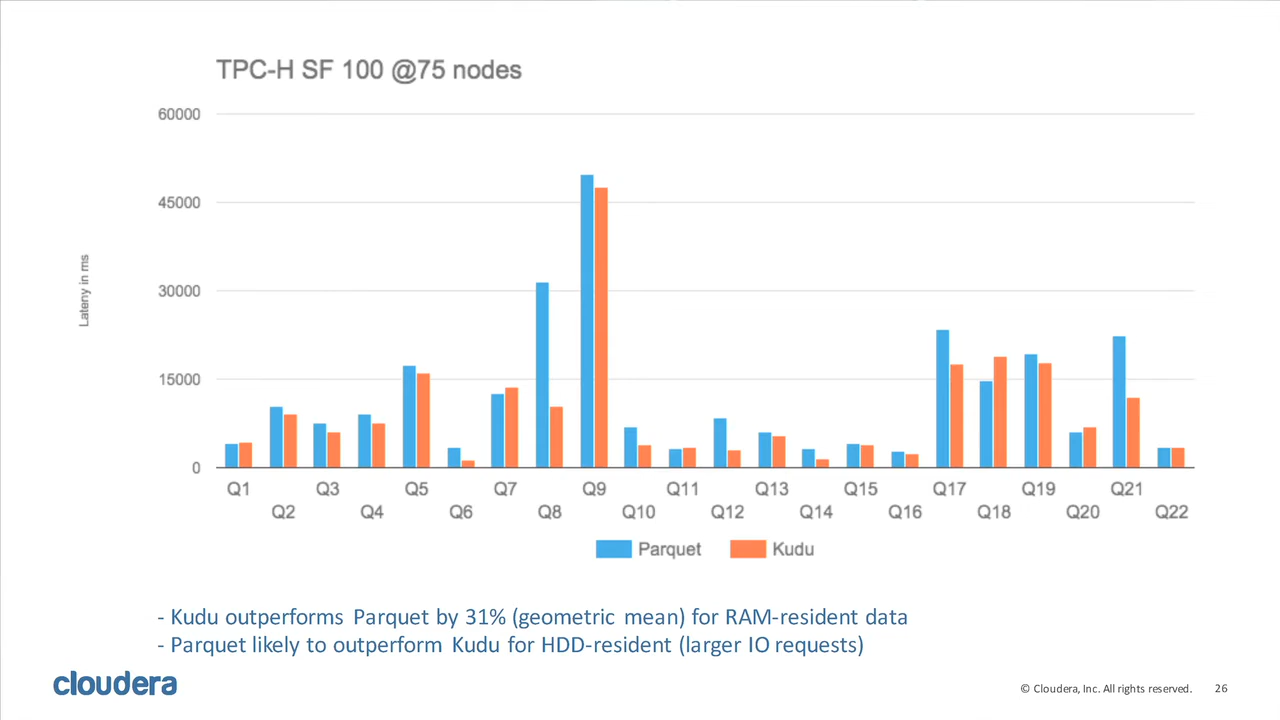 TPC-H SF 100 @75 nodes
60000
45000
30000
15000
0
Lateny in ms
Q1 Q3 Q5 Q7 Q9 Q11 Q13 Q15 Q17 Q19 Q21
Q2 Q4 Q6 Q8 Q10 Q12 Q14 Q16 Q18 Q20 Q22
Parquet Kudu
- Kudu outperforms Parquet by 31% (geometric mean) for RAM-resident data
- Parquet likely to outperform Kudu for HDD-resident (larger IO requests)
cloudera
© Cloudera, Inc. All rights reserved. 26